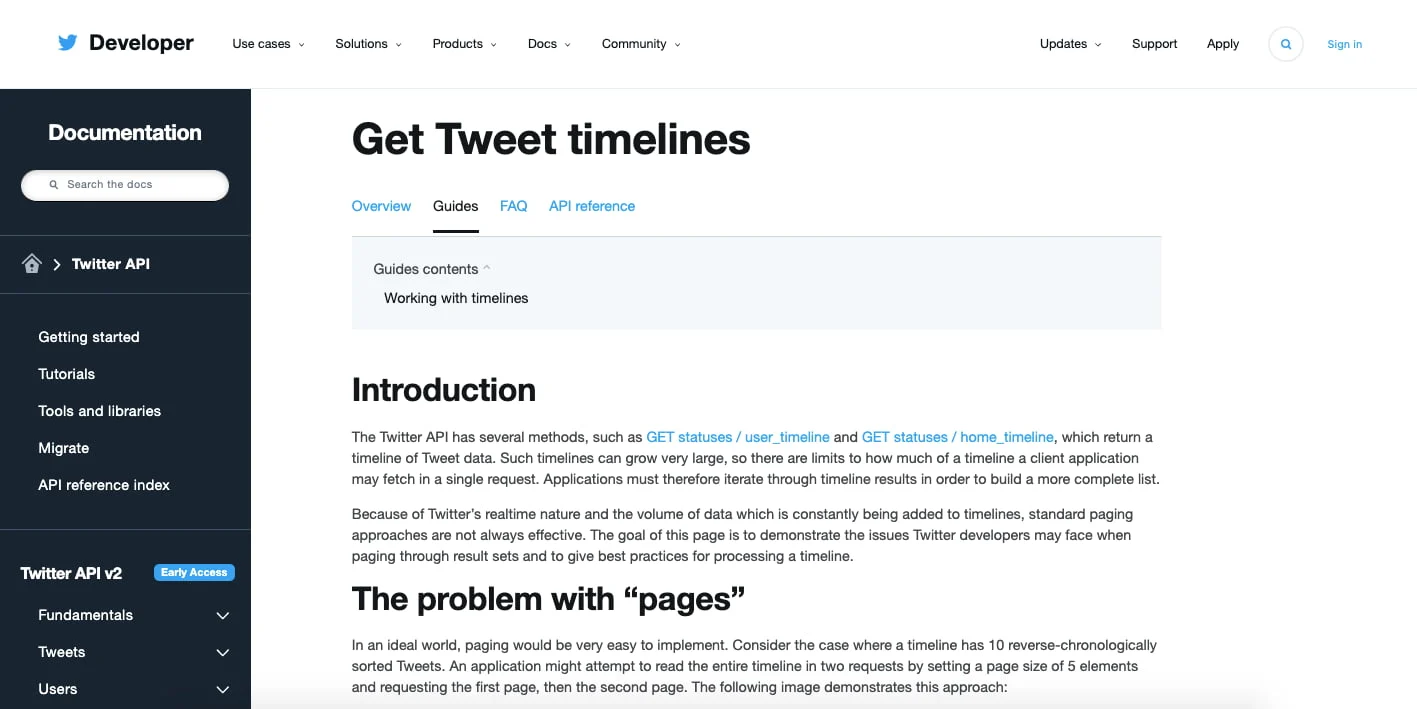 Developer
Use cases
Solutions
Products
Docs
Community
Updates
Support
Apply
Sign in
Documentation
Search the docs
Twitter API
Getting started
Tutorials
Tools and libraries
Migrate
API reference index
Twitter API v2
Early Access
Fundamentals
Tweets
Users
Get Tweet timelines
Overview
Guides
FAQ
API reference
Guides contents
Working with timelines
Introduction
The Twitter API has several methods, such as GET statuses / user_timeline and GET statuses / home_timeline, which return a
timeline of Tweet data. Such timelines can grow very large, so there are limits to how much of a timeline a client application
may fetch in a single request. Applications must therefore iterate through timeline results in order to build a more complete list.
Because of Twitter’s realtime nature and the volume of data which is constantly being added to timelines, standard paging
approaches are not always effective. The goal of this page is to demonstrate the issues Twitter developers may face when
paging through result sets and to give best practices for processing a timeline.
The problem with “pages”
In an ideal world, paging would be very easy to implement. Consider the case where a timeline has 10 reverse-chronologically
sorted Tweets. An application might attempt to read the entire timeline in two requests by setting a page size of 5 elements
and requesting the first page, then the second page. The following image demonstrates this approach: